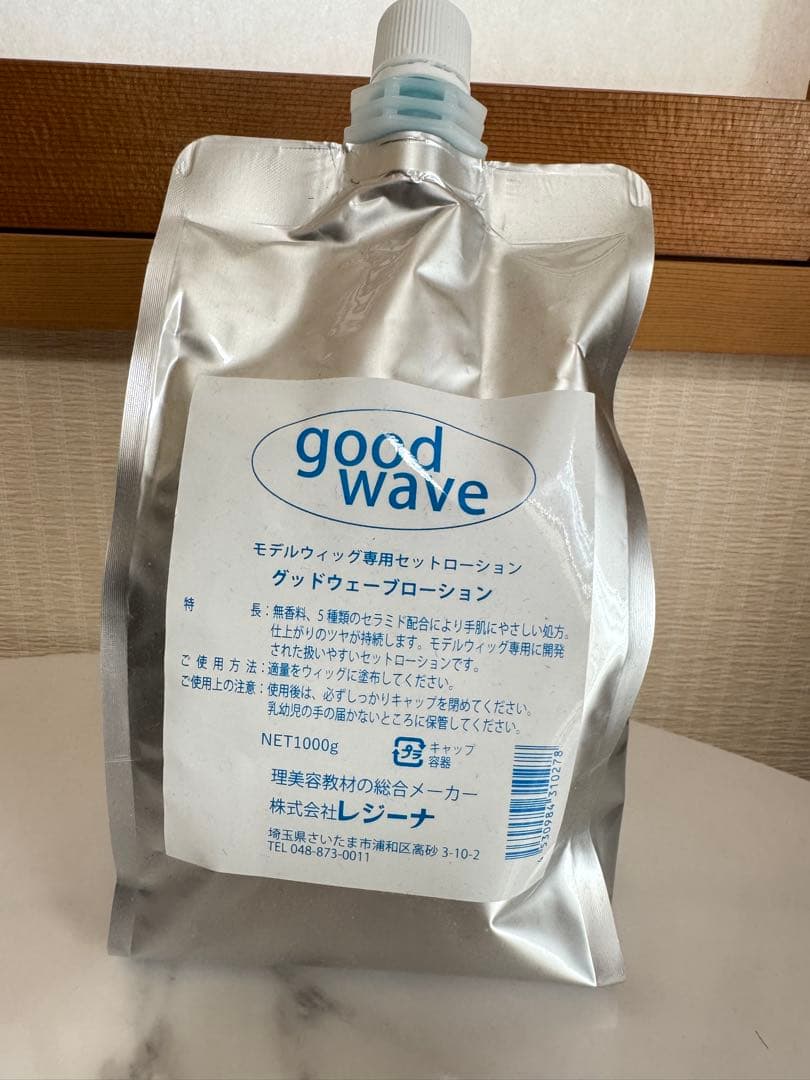 good
wave
モデルウィッグ専用セットローション
グッドウェーブローション
特長：無香料、5種類のセラミド配合により手肌にやさしい処方。
仕上がりのツヤが持続します。モデルウィッグ専用に開発
された扱いやすいセットローションです。
ご使用方法：適量をウィッグに塗布してください。
ご使用上の注意：使用後は、必ずしっかりキャップを閉めてください。
乳幼児の手の届かないところに保管してください。
NET1000g
プラ
キャップ
容器
理美容教材の総合メーカー
株式会社レジーナ
埼玉県さいたま市浦和区高砂 3-10-2
TEL 048-873-0011
4 530984 310278